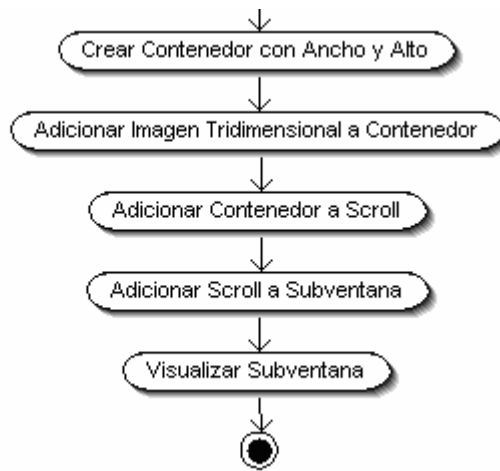 Crear Contenedor con Ancho y Alto
Adicionar Imagen Tridimensional a Contenedor
Adicionar Contenedor a Scroll
Adicionar Scroll a Subventana
Visualizar Subventana